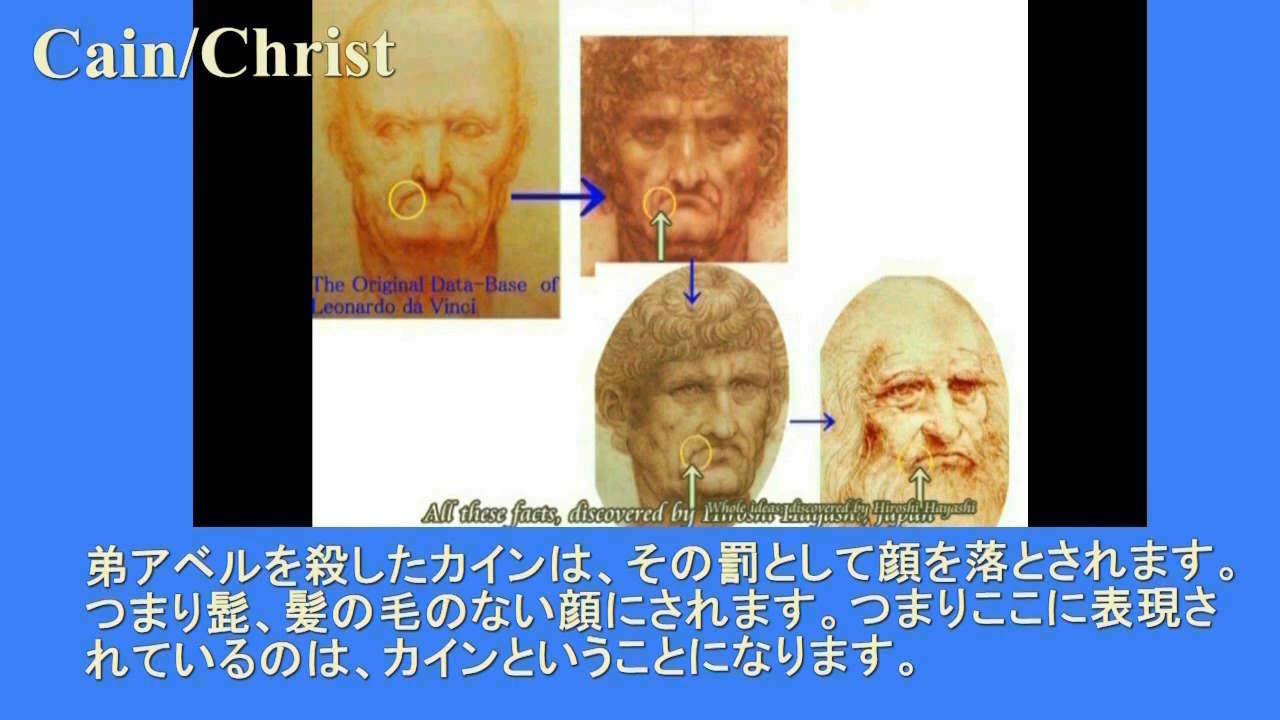 Cain/Christ
The Original Data-Base of
Leonardo da Vinci
All these facts, discovered by Hiroshi Hayashi, Japan
Whole ideas discovered by Hiroshi Hayashi
弟アベルを殺したカインは、その罰として顔を落とされます。
つまり髭、髪の毛のない顔にされます。つまりここに表現さ
れているのは、カインということになります。